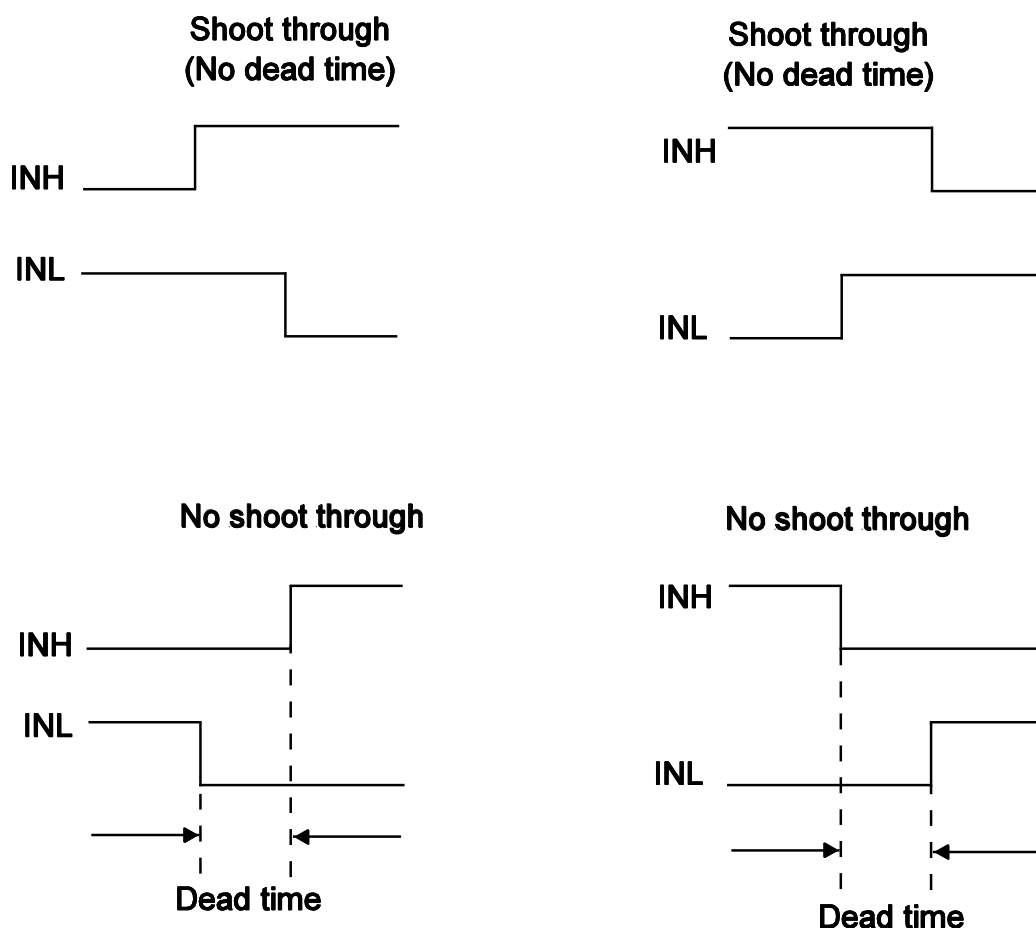 Shoot through
(No dead time)
INH
INL
Shoot through
(No dead time)
INH
INL
No shoot through
INH
INL
Dead time
No shoot through
INH
INL
Dead time